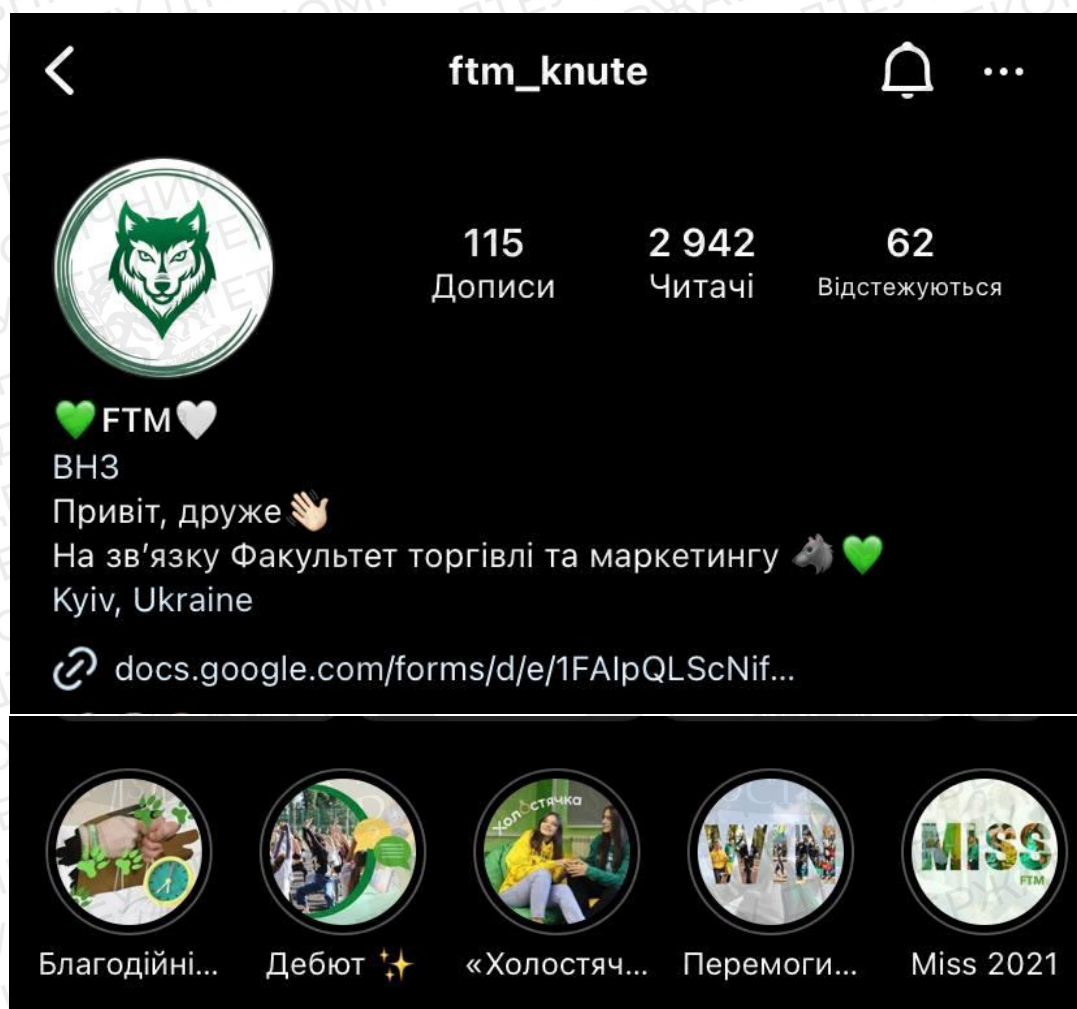 ftm_knute
115 2 942 62
Дописи Читачі Відстежуються
💚FTM🤍
ВНЗ
Привіт, друже👋🏻
На зв’язку Факультет торгівлі та маркетингу 🐺💚
Kyiv, Ukraine
docs.google.com/forms/d/e/1FAIpQLScNif...
Холостячка
WIN
MISS
FTM
Благодійні... Дебют ✨ «Холостяч... Перемоги... Miss 2021